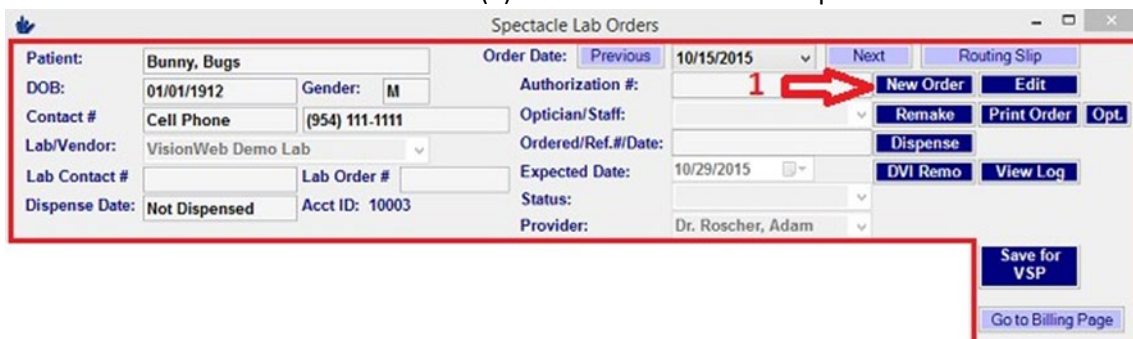 Spectacle Lab Orders
Patient: Bunny, Bugs Order Date: Previous 10/15/2015 Next Routing Slip
DOB: 01/01/1912 Gender: M Authorization #: 1 New Order Edit
Contact # Cell Phone (954) 111-1111 Optician/Staff: Remake Print Order Opt.
Lab/Vendor: VisionWeb Demo Lab Ordered/Ref.#/Date: Dispense
Lab Contact # Lab Order # Expected Date: 10/29/2015 DVI Remo View Log
Dispense Date: Not Dispensed Acct ID: 10003 Status:
Provider: Dr. Roscher, Adam
Save for
VSP
Go to Billing Page